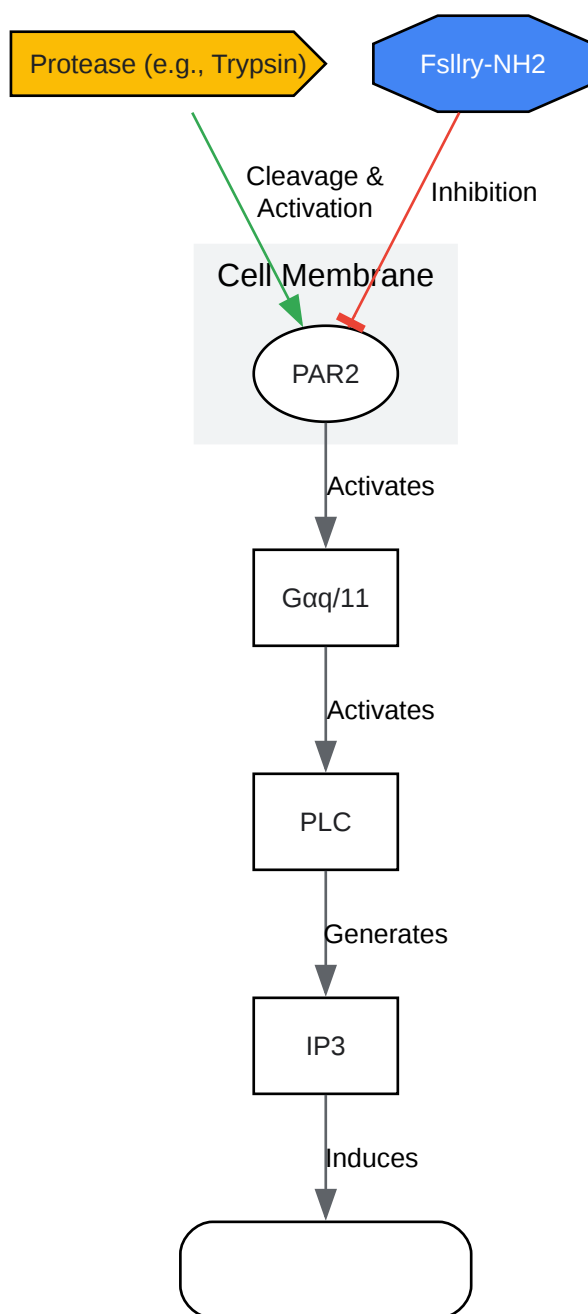 Protease (e.g., Trypsin)
Fsllry-NH2
Cleavage &
Activation
Inhibition
Cell Membrane
PAR2
Activates
Gαq/11
Activates
PLC
Generates
IP3
Induces